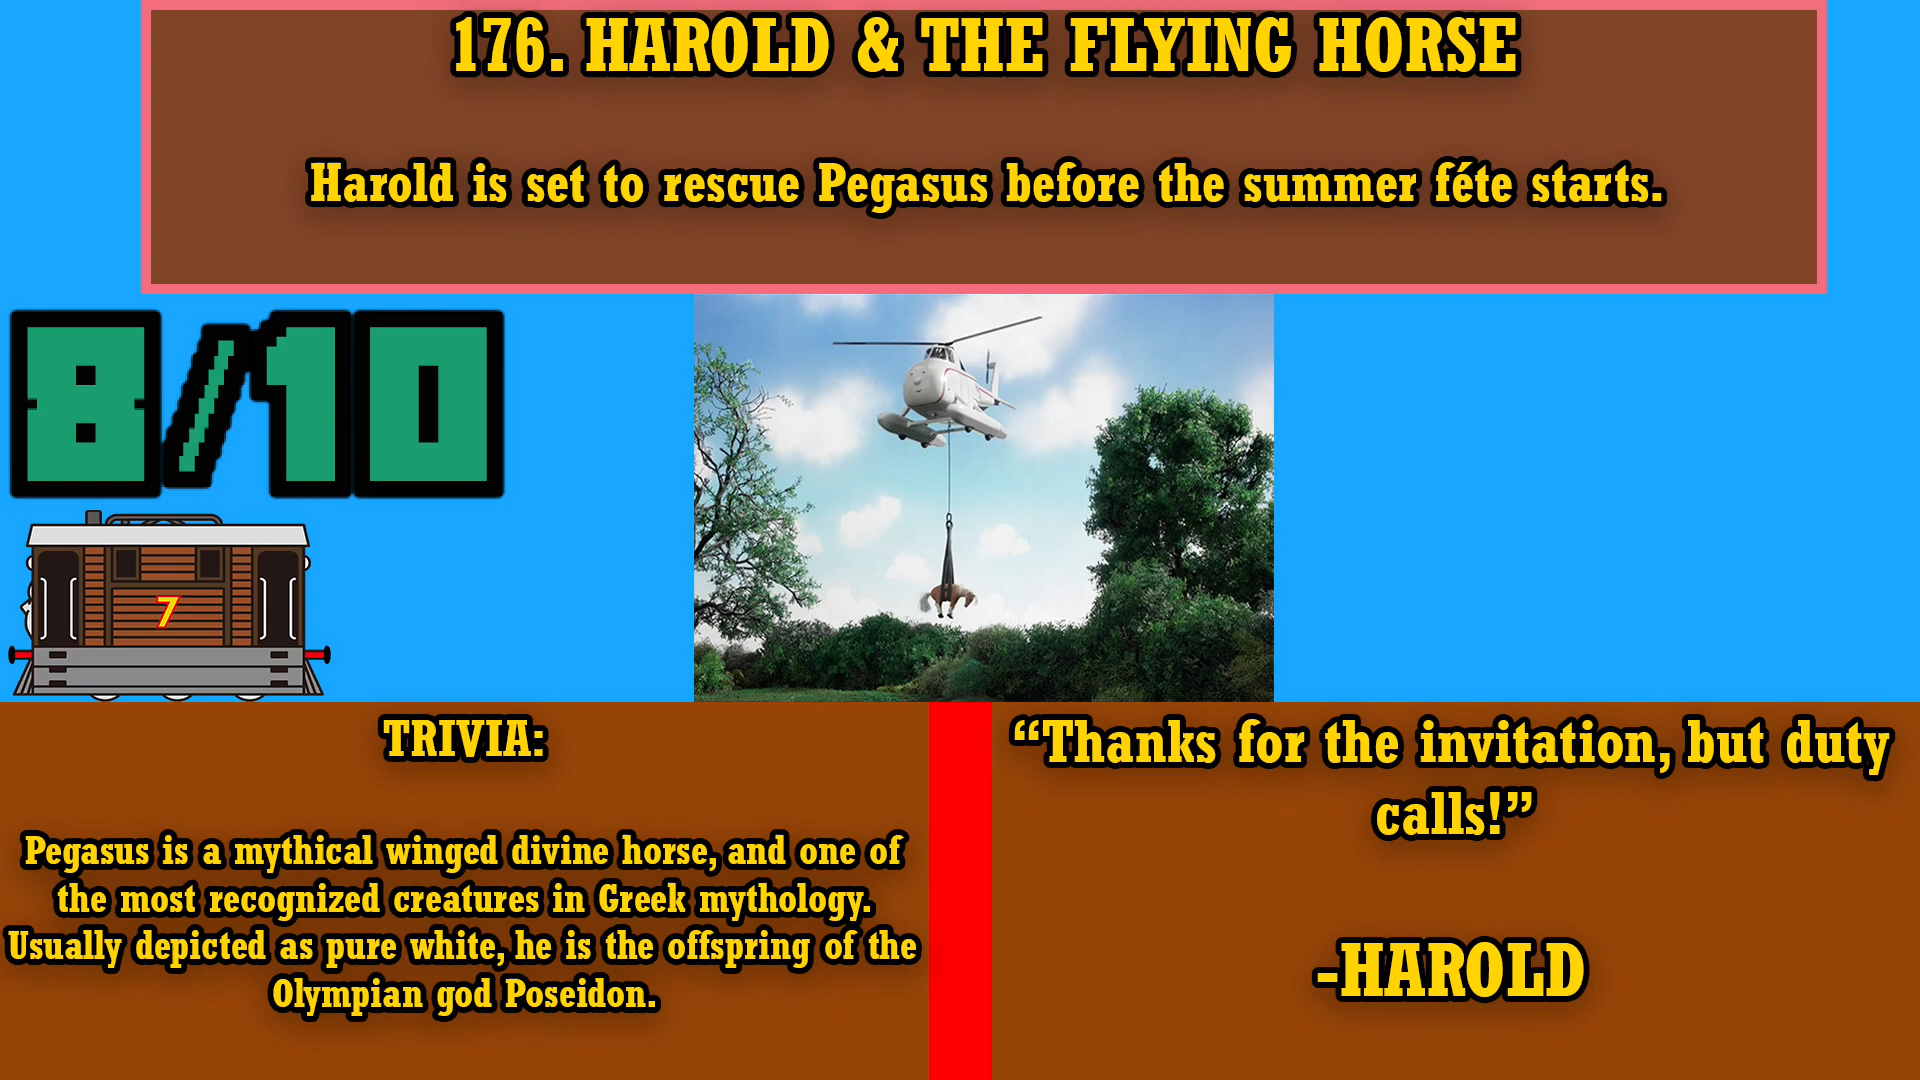 176. HAROLD & THE FLYING HORSE
Harold is set to rescue Pegasus before the summer féte starts.
8/10
7
TRIVIA:
Pegasus is a mythical winged divine horse, and one of
the most recognized creatures in Greek mythology.
Usually depicted as pure white, he is the offspring of the
Olympian god Poseidon.
“Thanks for the invitation, but duty
calls!”
-HAROLD